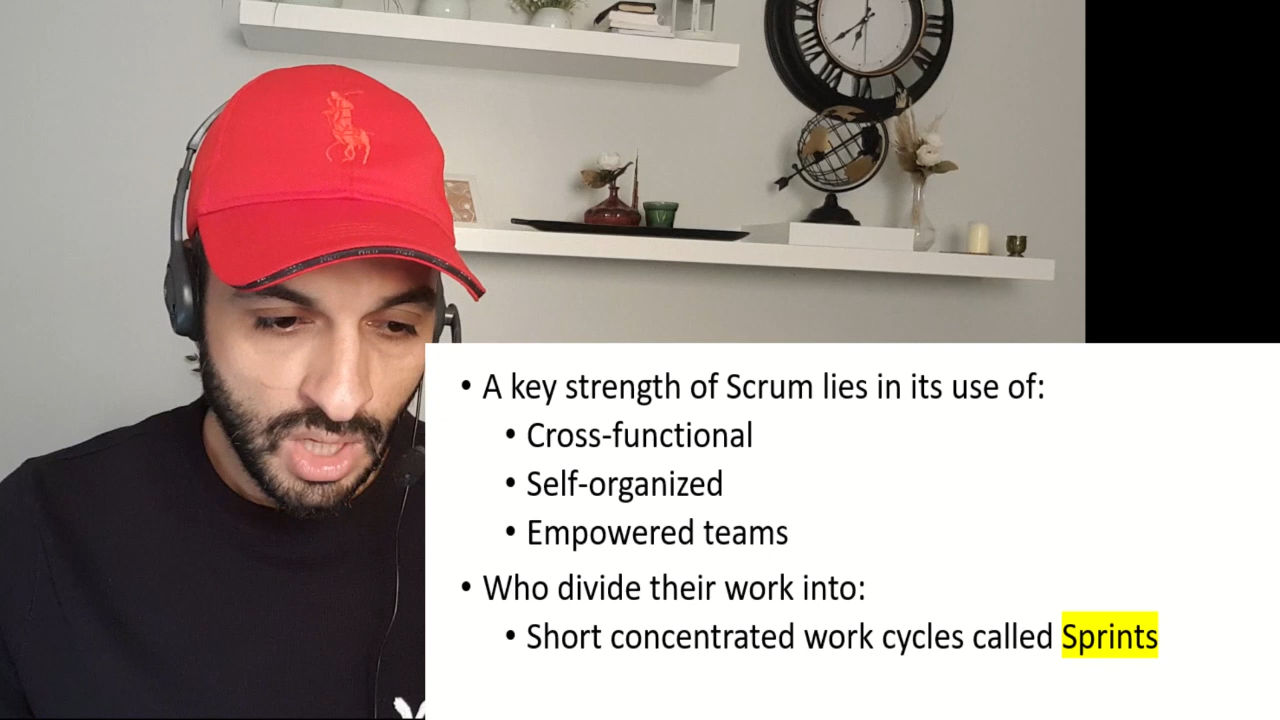 • A key strength of Scrum lies in its use of:
• Cross-functional
• Self-organized
• Empowered teams
• Who divide their work into:
• Short concentrated work cycles called Sprints